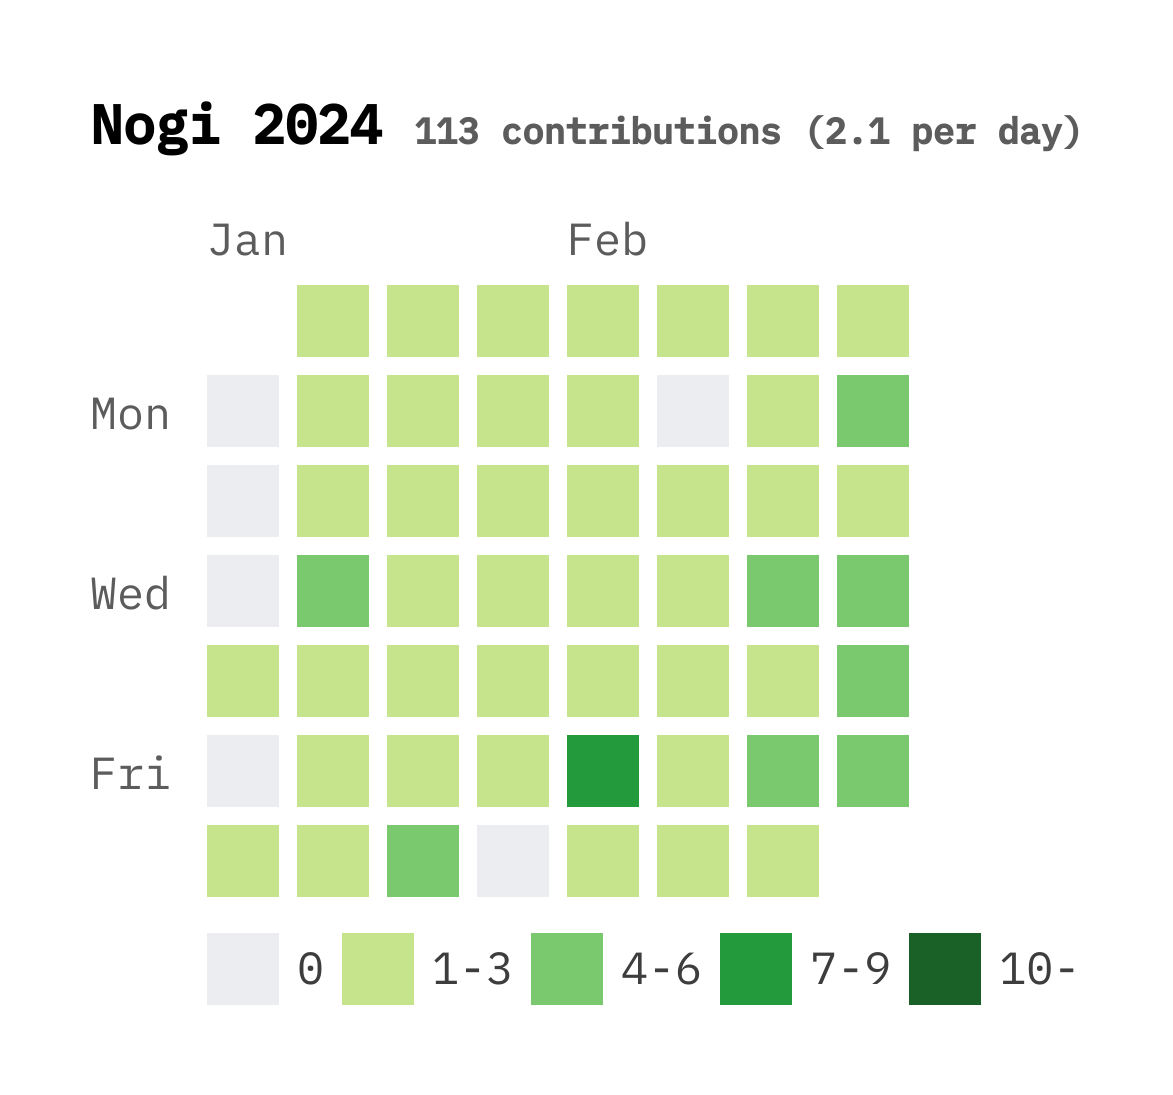 Nogi 2024 113 contributions (2.1 per day)
Jan Feb
Mon
Wed
Fri
0 1-3 4-6 7-9 10-